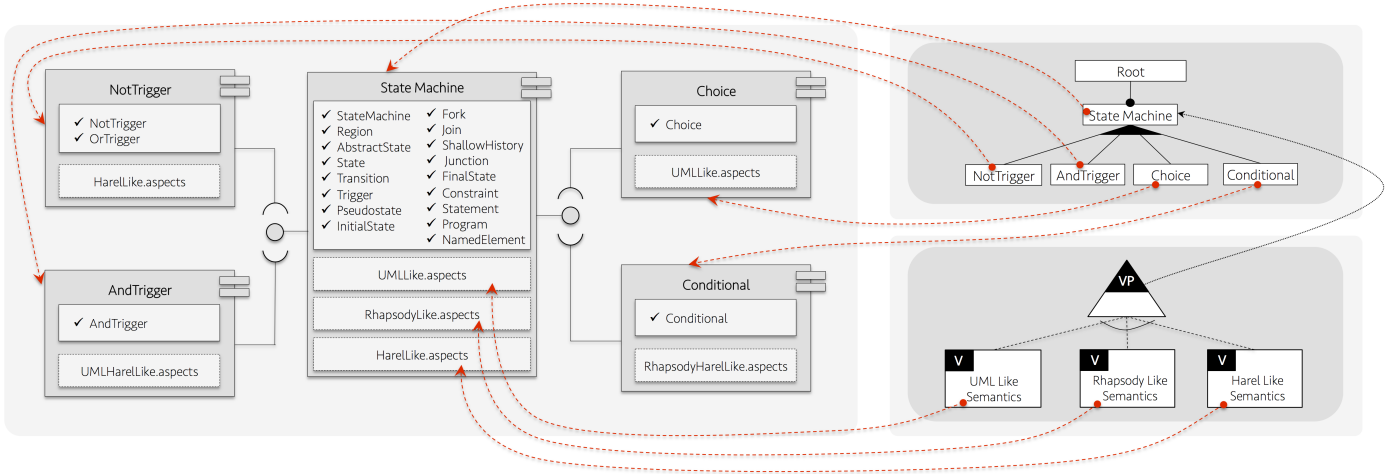 NotTrigger
✓ NotTrigger
✓ OrTrigger
HarelLike.aspects
AndTrigger
✓ AndTrigger
UMLHarelLike.aspects
State Machine
✓ StateMachine
✓ Region
✓ AbstractState
✓ State
✓ Transition
✓ Trigger
✓ Pseudostate
✓ InitialState
✓ Fork
✓ Join
✓ ShallowHistory
✓ Junction
✓ FinalState
✓ Constraint
✓ Statement
✓ Program
✓ NamedElement
UMLLike.aspects
RhapsodyLike.aspects
HarelLike.aspects
Choice
✓ Choice
UMLLike.aspects
Conditional
✓ Conditional
RhapsodyHarelLike.aspects
Root
State Machine
NotTrigger
AndTrigger
Choice
Conditional
VP
V
UML Like
Semantics
V
Rhapsody Like
Semantics
V
Harel Like
Semantics